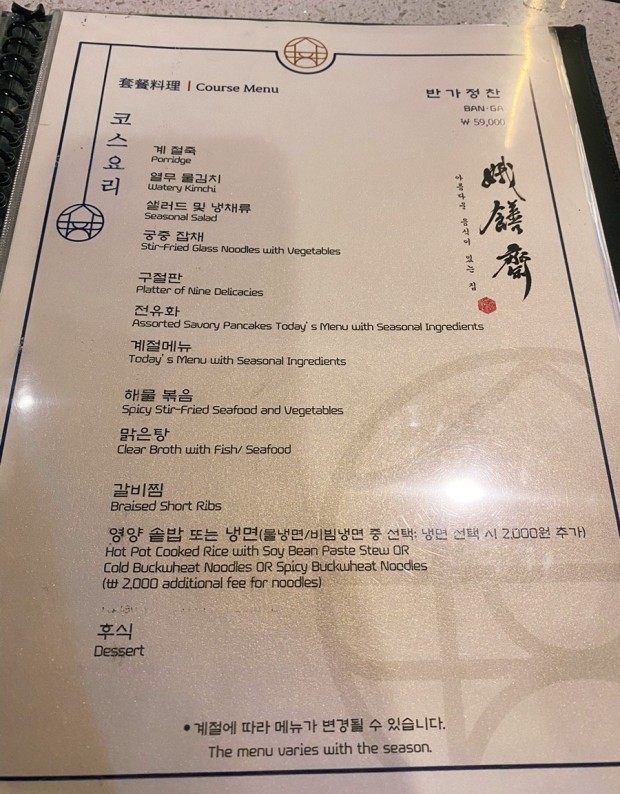 套餐料理 | Course Menu
반가정찬
BAN·GA
₩ 59,000
코스요리
계절죽
Porridge
열무 물김치
Watery Kimchi
샐러드 및 냉채류
Seasonal Salad
궁중 잡채
Stir-Fried Glass Noodles with Vegetables
구절판
Platter of Nine Delicacies
전유화
Assorted Savory Pancakes Today's Menu with Seasonal Ingredients
계절메뉴
Today's Menu with Seasonal Ingredients
해물 볶음
Spicy Stir-Fried Seafood and Vegetables
맑은탕
Clear Broth with Fish/ Seafood
갈비찜
Braised Short Ribs
영양 솥밥 또는 냉면(물냉면/비빔냉면 중 선택: 냉면 선택 시 2,000원 추가)
Hot Pot Cooked Rice with Soy Bean Paste Stew OR
Cold Buckwheat Noodles OR Spicy Buckwheat Noodles
(₩ 2,000 additional fee for noodles)
후식
Dessert
아름다운 음식이 있는 집
娥饍齋
• 계절에 따라 메뉴가 변경될 수 있습니다.
The menu varies with the season.